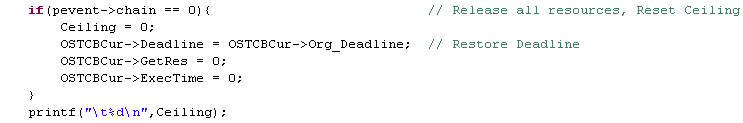 if(pevent->chain == 0){ // Release all resources, Reset Ceiling
Ceiling = 0;
OSTCBCur->Deadline = OSTCBCur->Org_Deadline; // Restore Deadline
OSTCBCur->GetRes = 0;
OSTCBCur->ExecTime = 0;
}
printf("\t%d\n",Ceiling);